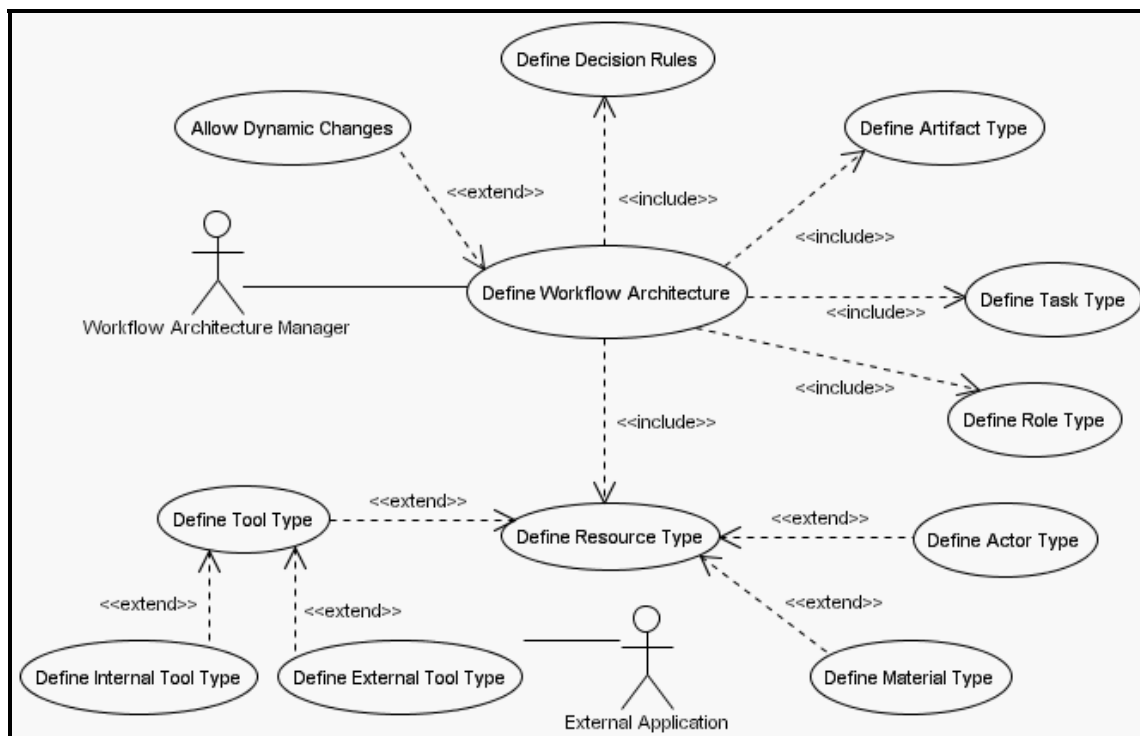 Define Decision Rules
Allow Dynamic Changes
Define Artifact Type
<<extend>>
<<include>>
<<include>>
Define Workflow Architecture
Define Task Type
<<include>>
Workflow Architecture Manager
<<include>>
Define Role Type
<<include>>
<<extend>>
Define Tool Type
<<extend>>
Define Resource Type
Define Actor Type
<<extend>>
<<extend>>
<<extend>>
Define Internal Tool Type
Define External Tool Type
Define Material Type
External Application